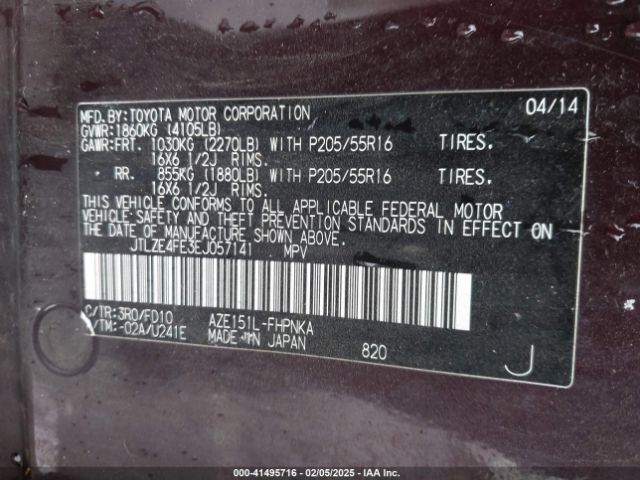 MFD.BY:TOYOTA MOTOR CORPORATION 04/14
GVWR:1860KG (4105LB)
GAWR:FRT. 1030KG (2270LB) WITH P205/55R16 TIRES.
16X6 1/2J RIMS.
RR. 855KG (1880LB) WITH P205/55R16 TIRES.
16X6 1/2J RIMS.
THIS VEHICLE CONFORMS TO ALL APPLICABLE FEDERAL MOTOR
VEHICLE SAFETY AND THEFT PREVENTION STANDARDS IN EFFECT ON
THE DATE OF MANUFACTURE SHOWN ABOVE.
JTLZE4FE3EJ057141 MPV
C/TR:3R0/FD10 AZE151L-FHPNKA
/TM:-02A/U241E MADE IN JAPAN 820 J
000-41495716 - 02/05/2025 - IAA Inc.